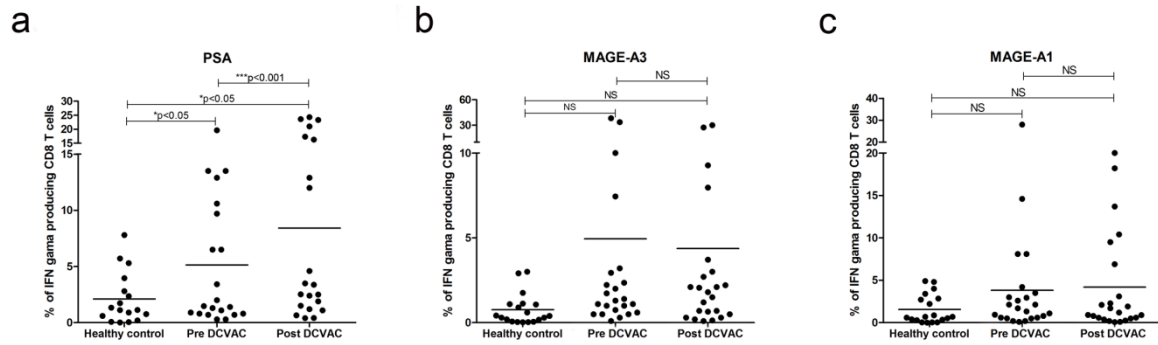 a
PSA
***p<0.001
*p<0.05
*p<0.05
% of IFN gama producing CD8 T cells
30
25
20
15
10
5
0
Healthy control Pre DCVAC Post DCVAC
b
MAGE-A3
NS
NS
NS
% of IFN gama producing CD8 T cells
60
30
10
5
0
Healthy control Pre DCVAC Post DCVAC
c
MAGE-A1
NS
NS
NS
% of IFN gama producing CD8 T cells
40
30
20
20
15
10
5
0
Healthy control Pre DCVAC Post DCVAC